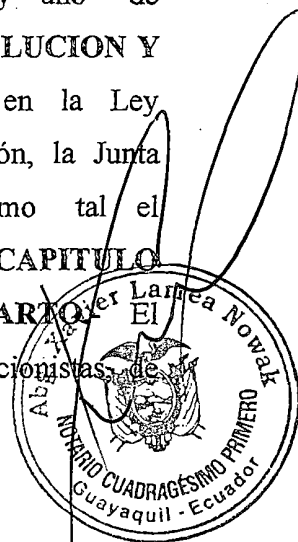 y año de
LUCION Y
en la Ley
ón, la Junta
mo tal el
CAPITULO
ARTO.- El
cionistas, de
Ab. Xavier Larrea Nowak
NOTARIO CUADRAGÉSIMO PRIMERO
Guayaquil - Ecuador